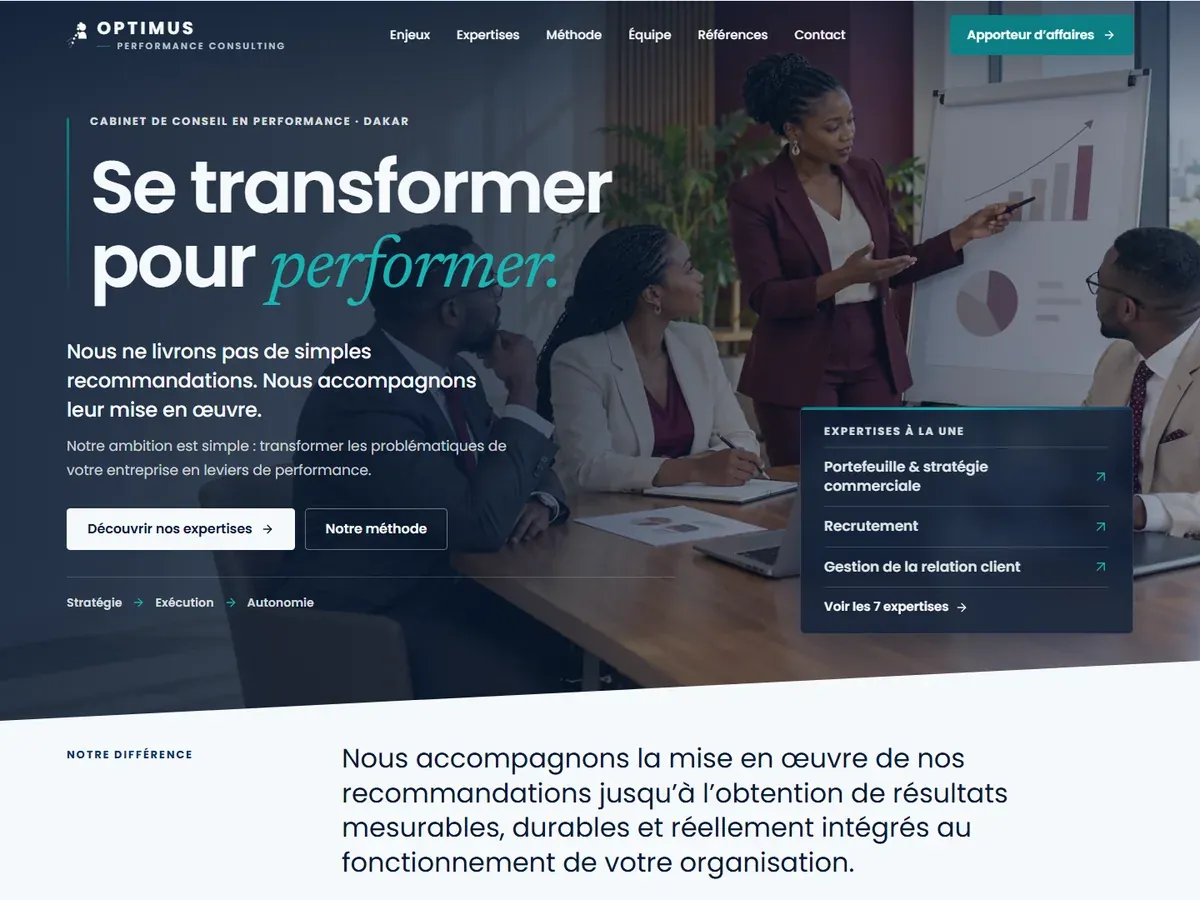 OPTIMUS
PERFORMANCE CONSULTING
Enjeux
Expertises
Méthode
Équipe
Références
Contact
Apporteur d’affaires →
CABINET DE CONSEIL EN PERFORMANCE · DAKAR
Se transformer
pour performer.
Nous ne livrons pas de simples
recommandations. Nous accompagnons
leur mise en œuvre.
Notre ambition est simple : transformer les problématiques de
votre entreprise en leviers de performance.
Découvrir nos expertises →
Notre méthode
Stratégie → Exécution → Autonomie
EXPERTISES À LA UNE
Portefeuille & stratégie
commerciale
Recrutement
Gestion de la relation client
Voir les 7 expertises →
NOTRE DIFFÉRENCE
Nous accompagnons la mise en œuvre de nos
recommandations jusqu’à l’obtention de résultats
mesurables, durables et réellement intégrés au
fonctionnement de votre organisation.